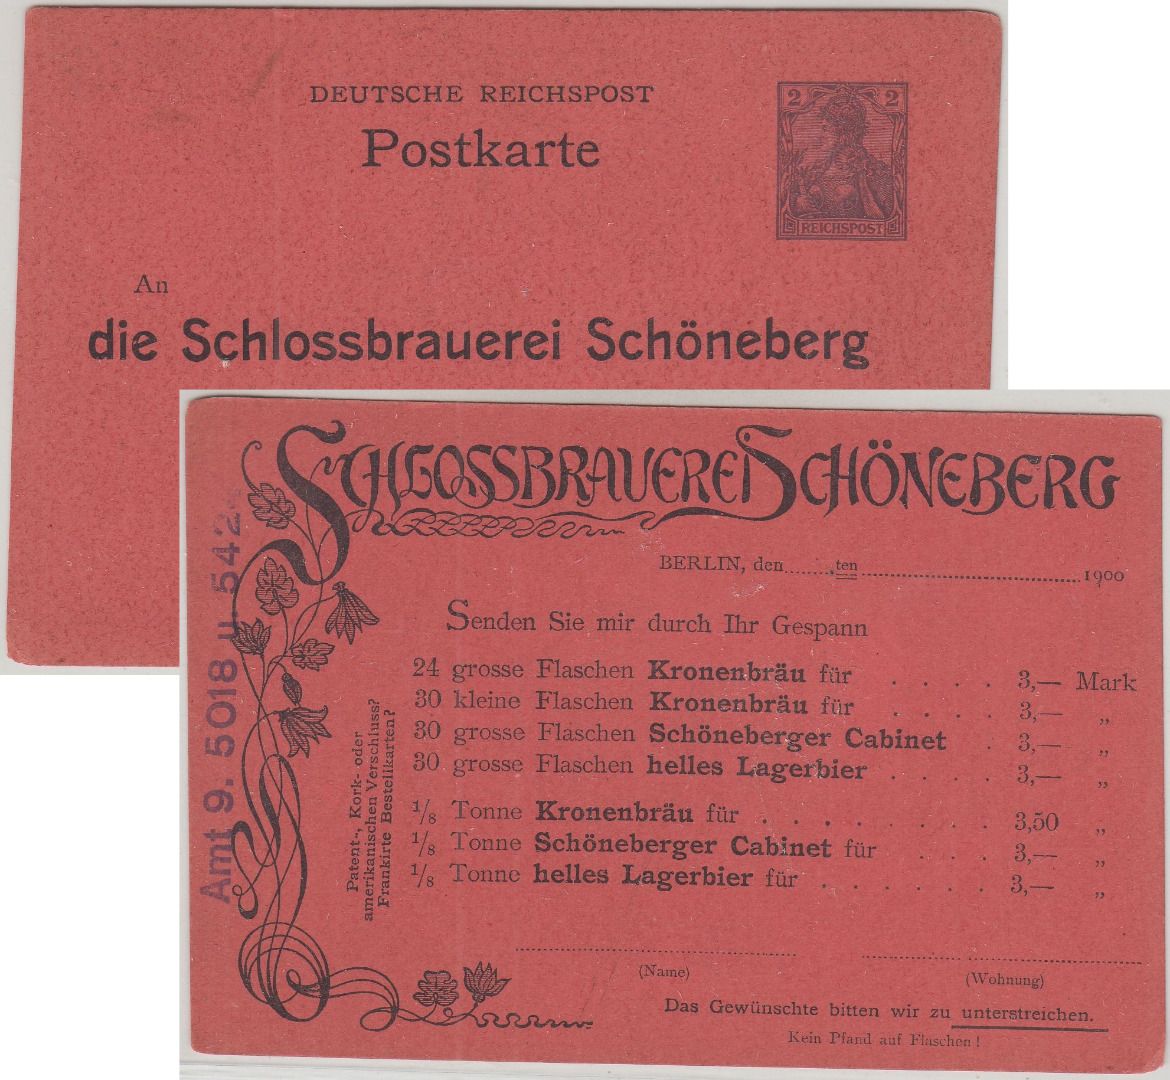 DEUTSCHE REICHSPOST
Postkarte
2 2
REICHSPOST
An
die Schlossbrauerei Schöneberg
SCHLOSSBRAUEREI SCHÖNEBERG
BERLIN, den.......ten ........................................1900
Senden Sie mir durch Ihr Gespann
24 grosse Flaschen Kronenbräu für . . . . 3,— Mark
30 kleine Flaschen Kronenbräu für . . . . 3,— „
30 grosse Flaschen Schöneberger Cabinet . 3,— „
30 grosse Flaschen helles Lagerbier . . . . 3,— „
1/8 Tonne Kronenbräu für . . . . . . . . . 3,50 „
1/8 Tonne Schöneberger Cabinet für . . . . 3,— „
1/8 Tonne helles Lagerbier für . . . . . . . 3,— „
Patent-, Kork- oder
amerikanischen Verschluss?
Frankirte Bestellkarten?
Amt 9. 5018 u. 542
(Name)
(Wohnung)
Das Gewünschte bitten wir zu unterstreichen.
Kein Pfand auf Flaschen!